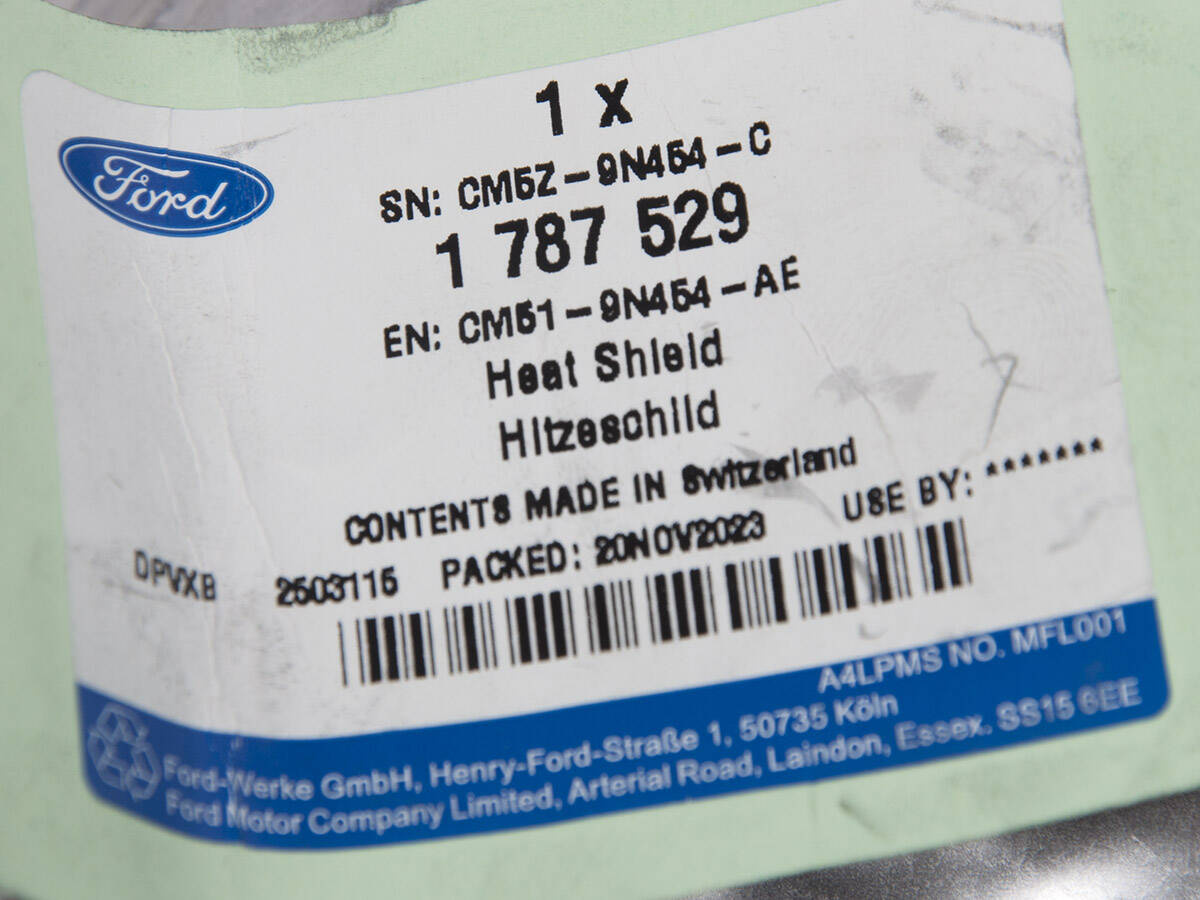 Ford
1 x
SN: CM5Z-9N454-C
1 787 529
EN: CM51-9N454-AE
Heat Shield
Hitzeschild
CONTENTS MADE IN Switzerland
DPVXB 2503115 PACKED: 20NOV2023 USE BY: *******
A4LPMS NO. MFL001
Ford-Werke GmbH, Henry-Ford-Straße 1, 50735 Köln
Ford Motor Company Limited, Arterial Road, Laindon, Essex. SS15 6EE